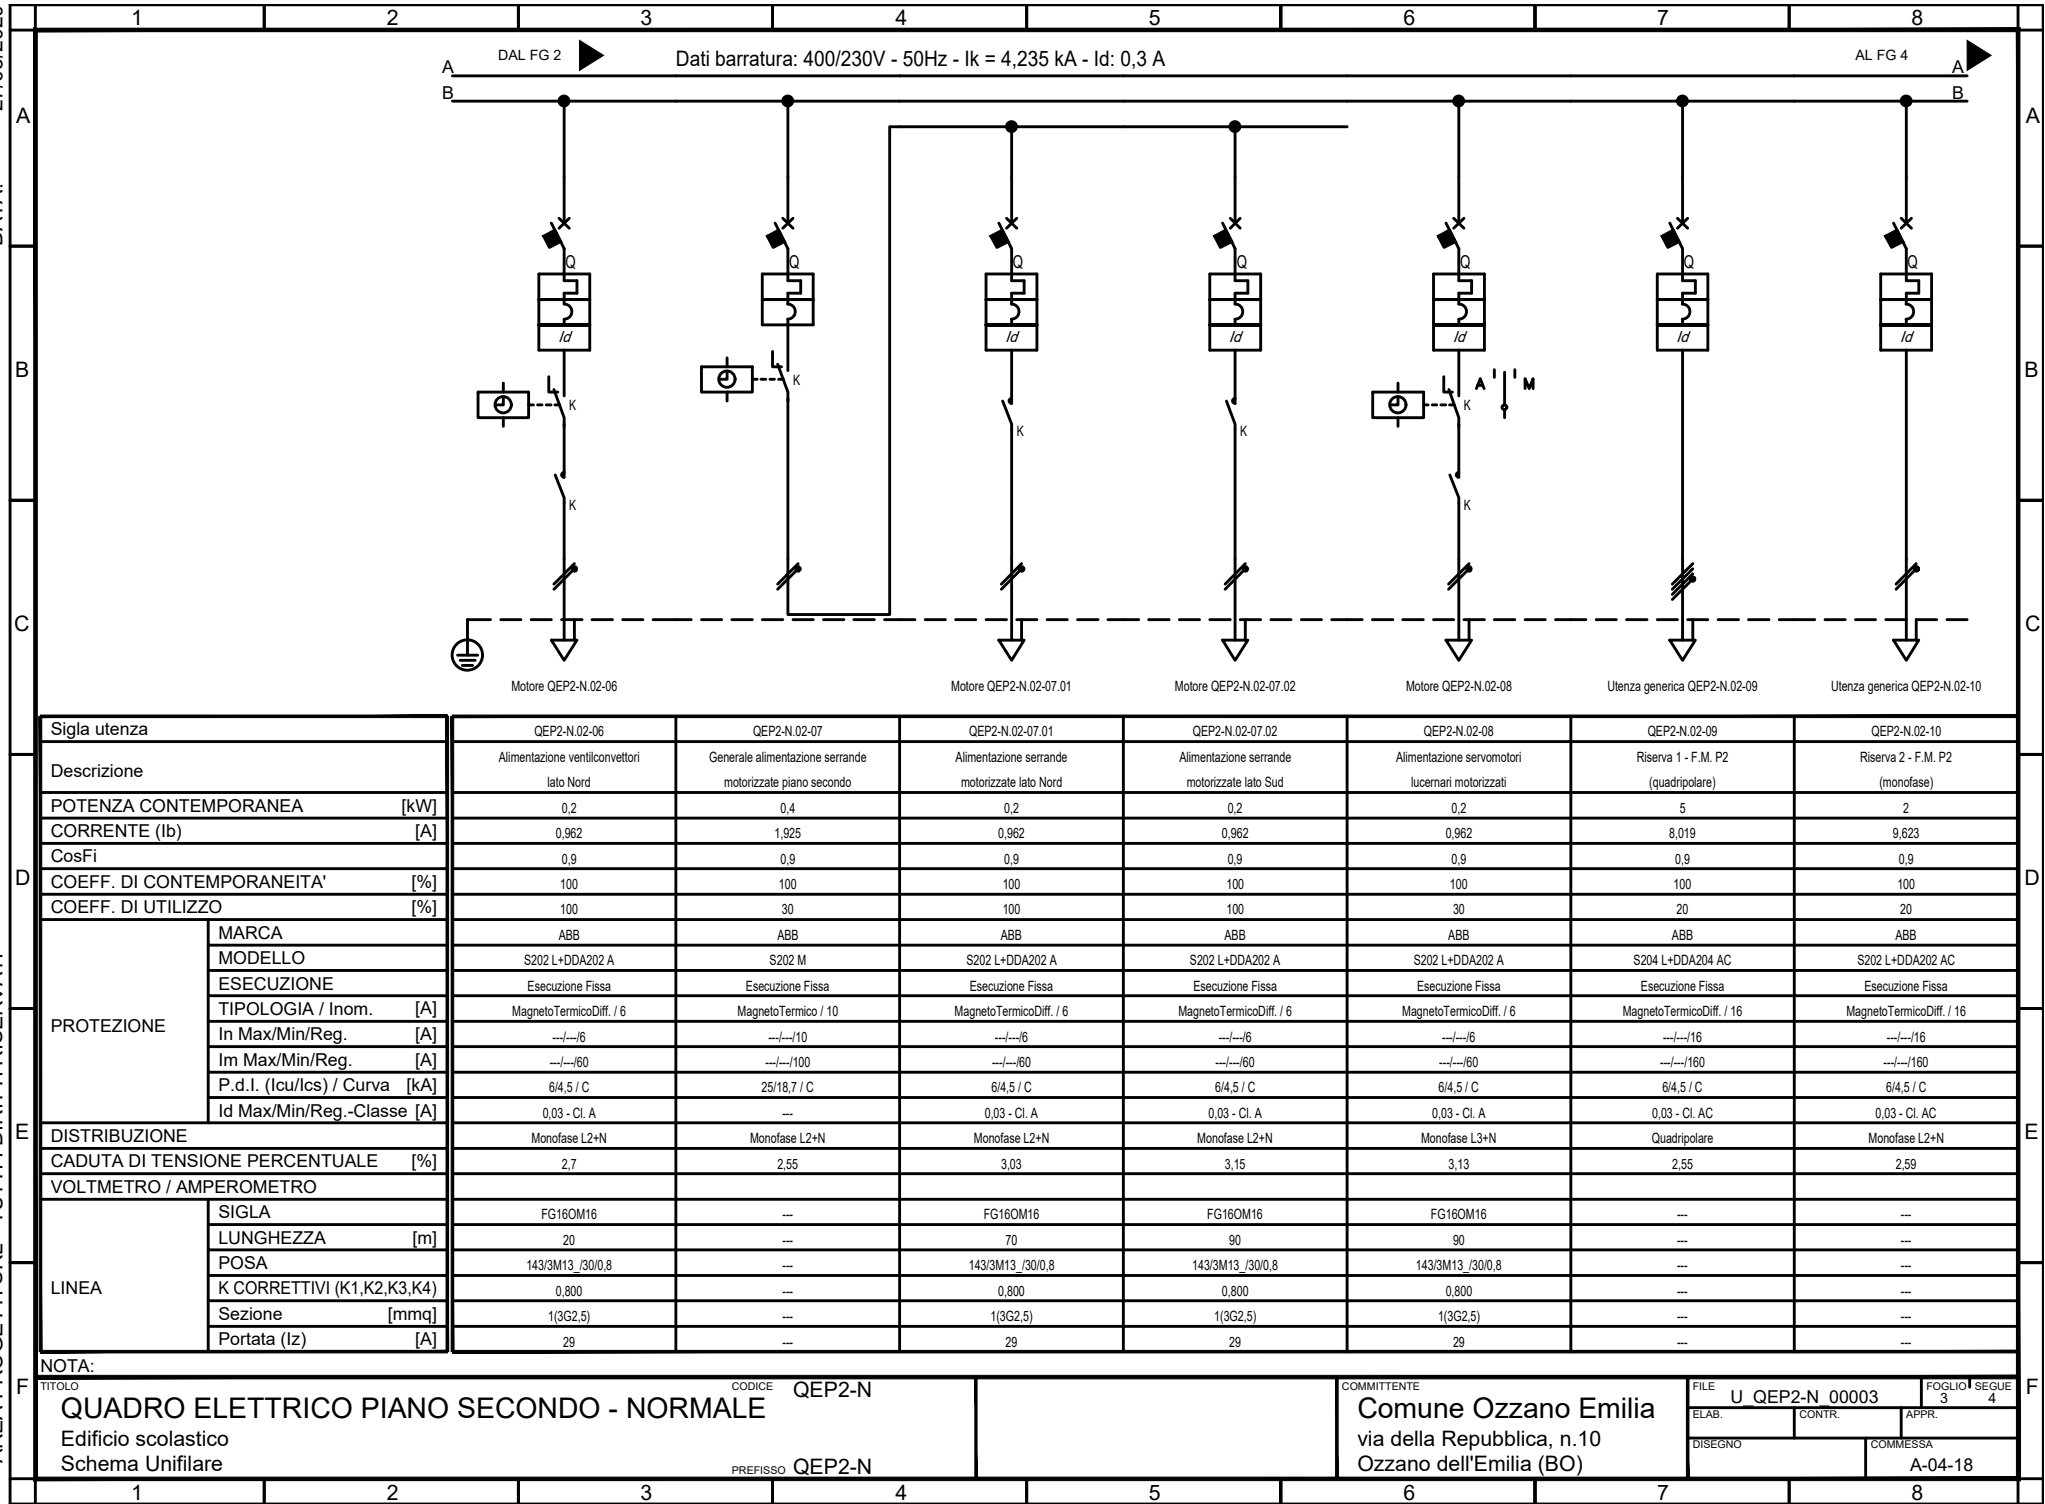 1 2 3 4 5 6 7 8
DAL FG 2
Dati barratura: 400/230V - 50Hz - Ik = 4,235 kA - Id: 0,3 A
AL FG 4
A A
B B
A A
Q Q Q Q Q Q Q
Id Id Id Id Id Id
B B
K K K K K A M
K K
C C
Motore QEP2-N.02-06 Motore QEP2-N.02-07.01 Motore QEP2-N.02-07.02 Motore QEP2-N.02-08 Utenza generica QEP2-N.02-09 Utenza generica QEP2-N.02-10
Sigla utenza QEP2-N.02-06 QEP2-N.02-07 QEP2-N.02-07.01 QEP2-N.02-07.02 QEP2-N.02-08 QEP2-N.02-09 QEP2-N.02-10
Descrizione
Alimentazione ventilconvettori Generale alimentazione serrande Alimentazione serrande Alimentazione serrande Alimentazione servomotori Riserva 1 - F.M. P2 Riserva 2 - F.M. P2
lato Nord motorizzate piano secondo motorizzate lato Nord motorizzate lato Sud lucernari motorizzati (quadripolare) (monofase)
POTENZA CONTEMPORANEA [kW] 0,2 0,4 0,2 0,2 0,2 5 2
CORRENTE (Ib) [A] 0,962 1,925 0,962 0,962 0,962 8,019 9,623
CosFi 0,9 0,9 0,9 0,9 0,9 0,9 0,9
D D
COEFF. DI CONTEMPORANEITA' [%] 100 100 100 100 100 100 100
COEFF. DI UTILIZZO [%] 100 30 100 100 30 20 20
PROTEZIONE
MARCA ABB ABB ABB ABB ABB ABB ABB
MODELLO S202 L+DDA202 A S202 M S202 L+DDA202 A S202 L+DDA202 A S202 L+DDA202 A S204 L+DDA204 AC S202 L+DDA202 AC
ESECUZIONE Esecuzione Fissa Esecuzione Fissa Esecuzione Fissa Esecuzione Fissa Esecuzione Fissa Esecuzione Fissa Esecuzione Fissa
TIPOLOGIA / Inom. [A] MagnetoTermicoDiff. / 6 MagnetoTermico / 10 MagnetoTermicoDiff. / 6 MagnetoTermicoDiff. / 6 MagnetoTermicoDiff. / 6 MagnetoTermicoDiff. / 16 MagnetoTermicoDiff. / 16
In Max/Min/Reg. [A] ---/---/6 ---/---/10 ---/---/6 ---/---/6 ---/---/6 ---/---/16 ---/---/16
Im Max/Min/Reg. [A] ---/---/60 ---/---/100 ---/---/60 ---/---/60 ---/---/60 ---/---/160 ---/---/160
P.d.I. (Icu/Ics) / Curva [kA] 6/4,5 / C 25/18,7 / C 6/4,5 / C 6/4,5 / C 6/4,5 / C 6/4,5 / C 6/4,5 / C
Id Max/Min/Reg.-Classe [A] 0,03 - Cl. A --- 0,03 - Cl. A 0,03 - Cl. A 0,03 - Cl. A 0,03 - Cl. AC 0,03 - Cl. AC
E E
DISTRIBUZIONE Monofase L2+N Monofase L2+N Monofase L2+N Monofase L2+N Monofase L3+N Quadripolare Monofase L2+N
CADUTA DI TENSIONE PERCENTUALE [%] 2,7 2,55 3,03 3,15 3,13 2,55 2,59
VOLTMETRO / AMPEROMETRO
LINEA
SIGLA FG16OM16 --- FG16OM16 FG16OM16 FG16OM16 --- ---
LUNGHEZZA [m] 20 --- 70 90 90 --- ---
POSA 143/3M13_/30/0,8 --- 143/3M13_/30/0,8 143/3M13_/30/0,8 143/3M13_/30/0,8 --- ---
K CORRETTIVI (K1,K2,K3,K4) 0,800 --- 0,800 0,800 0,800 --- ---
Sezione [mmq] 1(3G2,5) --- 1(3G2,5) 1(3G2,5) 1(3G2,5) --- ---
Portata (Iz) [A] 29 --- 29 29 29 --- ---
NOTA:
F F
TITOLO
QUADRO ELETTRICO PIANO SECONDO - NORMALE
Edificio scolastico
Schema Unifilare
CODICE QEP2-N
PREFISSO QEP2-N
COMMITTENTE
Comune Ozzano Emilia
via della Repubblica, n.10
Ozzano dell'Emilia (BO)
FILE U_QEP2-N_00003
FOGLIO 3
SEGUE 4
ELAB. CONTR. APPR.
DISEGNO
COMMESSA A-04-18
1 2 3 4 5 6 7 8